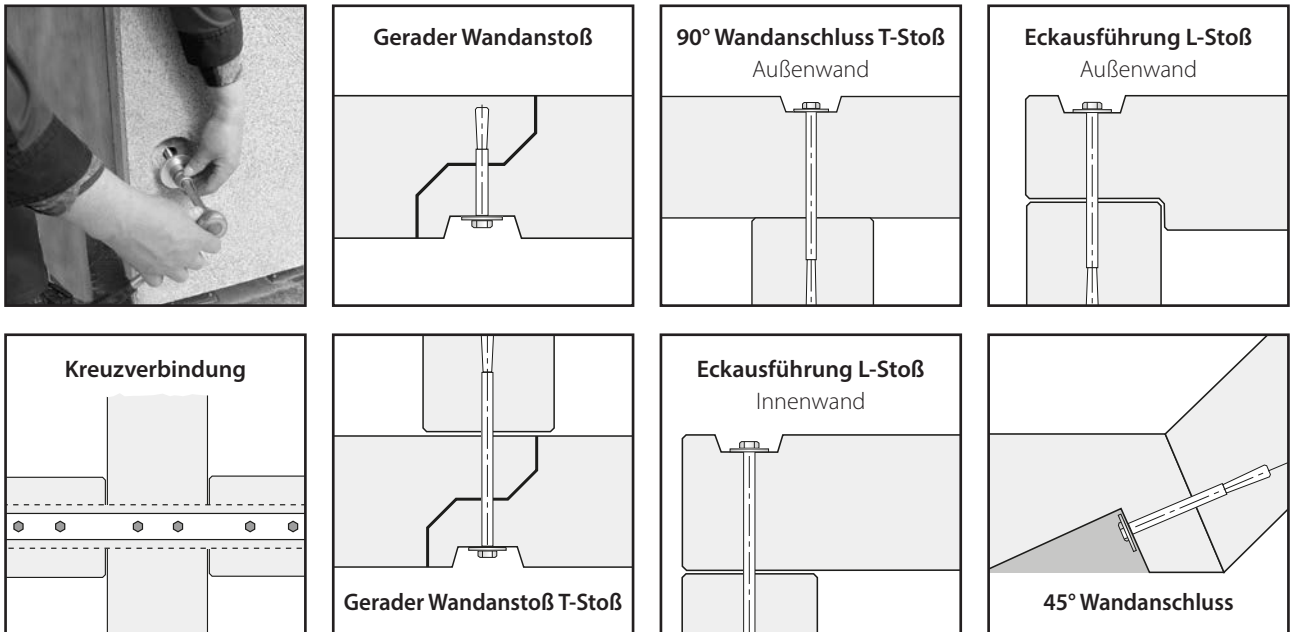 Gerader Wandanstoß
90° Wandanschluss T-Stoß
Außenwand
Eckausführung L-Stoß
Außenwand
Kreuzverbindung
Gerader Wandanstoß T-Stoß
Eckausführung L-Stoß
Innenwand
45° Wandanschluss